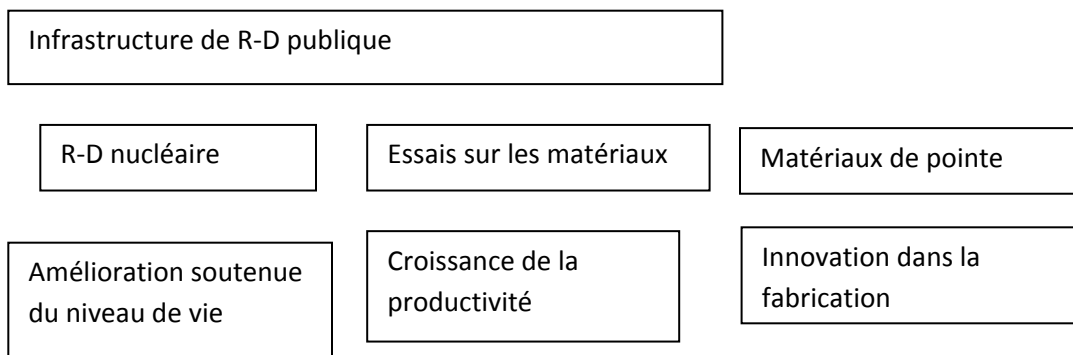 Infrastructure de R-D publique
R-D nucléaire
Essais sur les matériaux
Matériaux de pointe
Amélioration soutenue
du niveau de vie
Croissance de la
productivité
Innovation dans la
fabrication